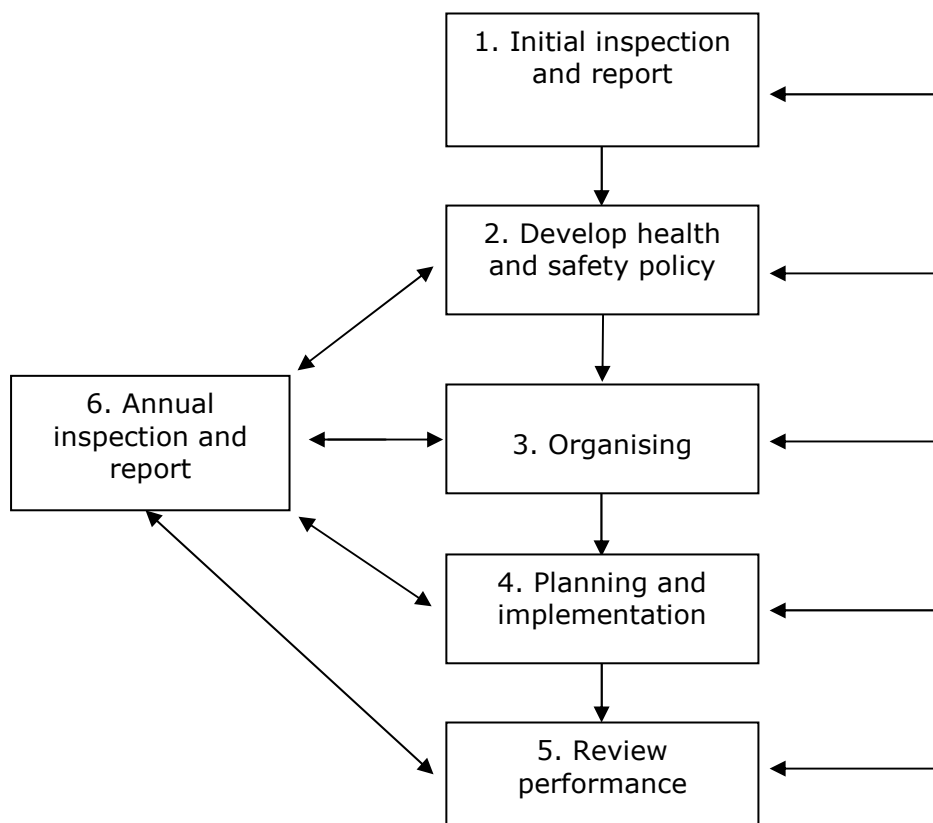 1. Initial inspection
and report
2. Develop health
and safety policy
6. Annual
inspection and
report
3. Organising
4. Planning and
implementation
5. Review
performance